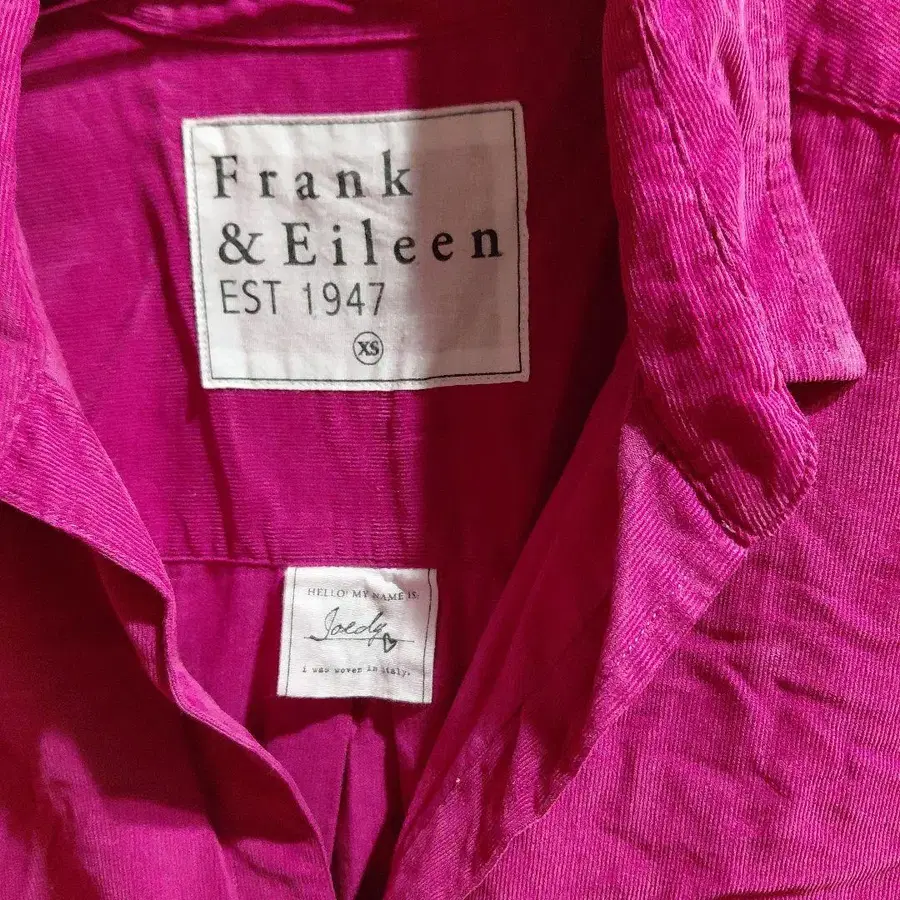 Frank
& Eileen
EST 1947
XS
HELLO! MY NAME IS:
Joedy
i was woven in italy.